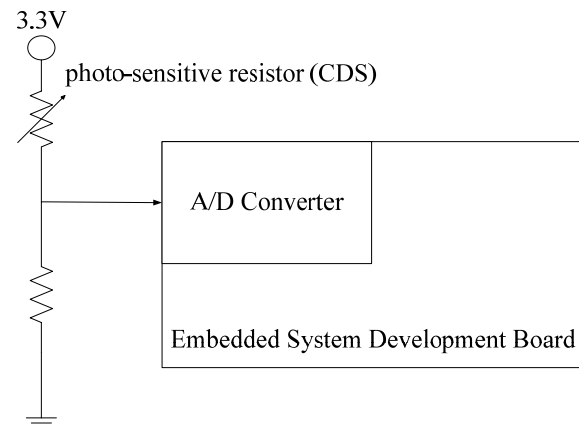 3.3V
photo-sensitive resistor (CDS)
A/D Converter
Embedded System Development Board